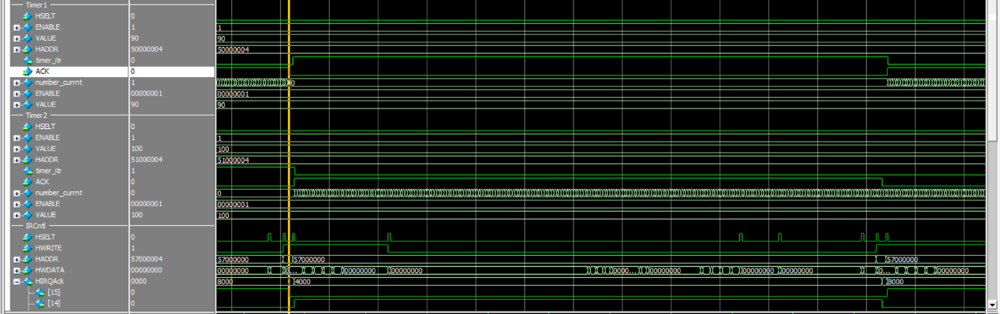 Timer1
HSELT 0
ENABLE 1 1
VALUE 90 90
HADDR 50000004 50000004
timer_itr 0
ACK 0
number_currnt 1 0
ENABLE 00000001 00000001
VALUE 90 90
Timer2
HSELT 0
ENABLE 1 1
VALUE 100 100
HADDR 51000004 51000004
timer_itr 1
ACK 0
number_currnt 0 0
ENABLE 00000001 00000001
VALUE 100 100
IRCntl
HSELT 0
HWRITE 1
HADDR 57000004 57000000 57000000 57000000
HWDATA 00000000 00000000 0... 00000000 00000000 0000... 00000000 00000000 00000000 0... 00000000
HIRQAck 0000 8000 4000 8000
[15] 0
[14] 0